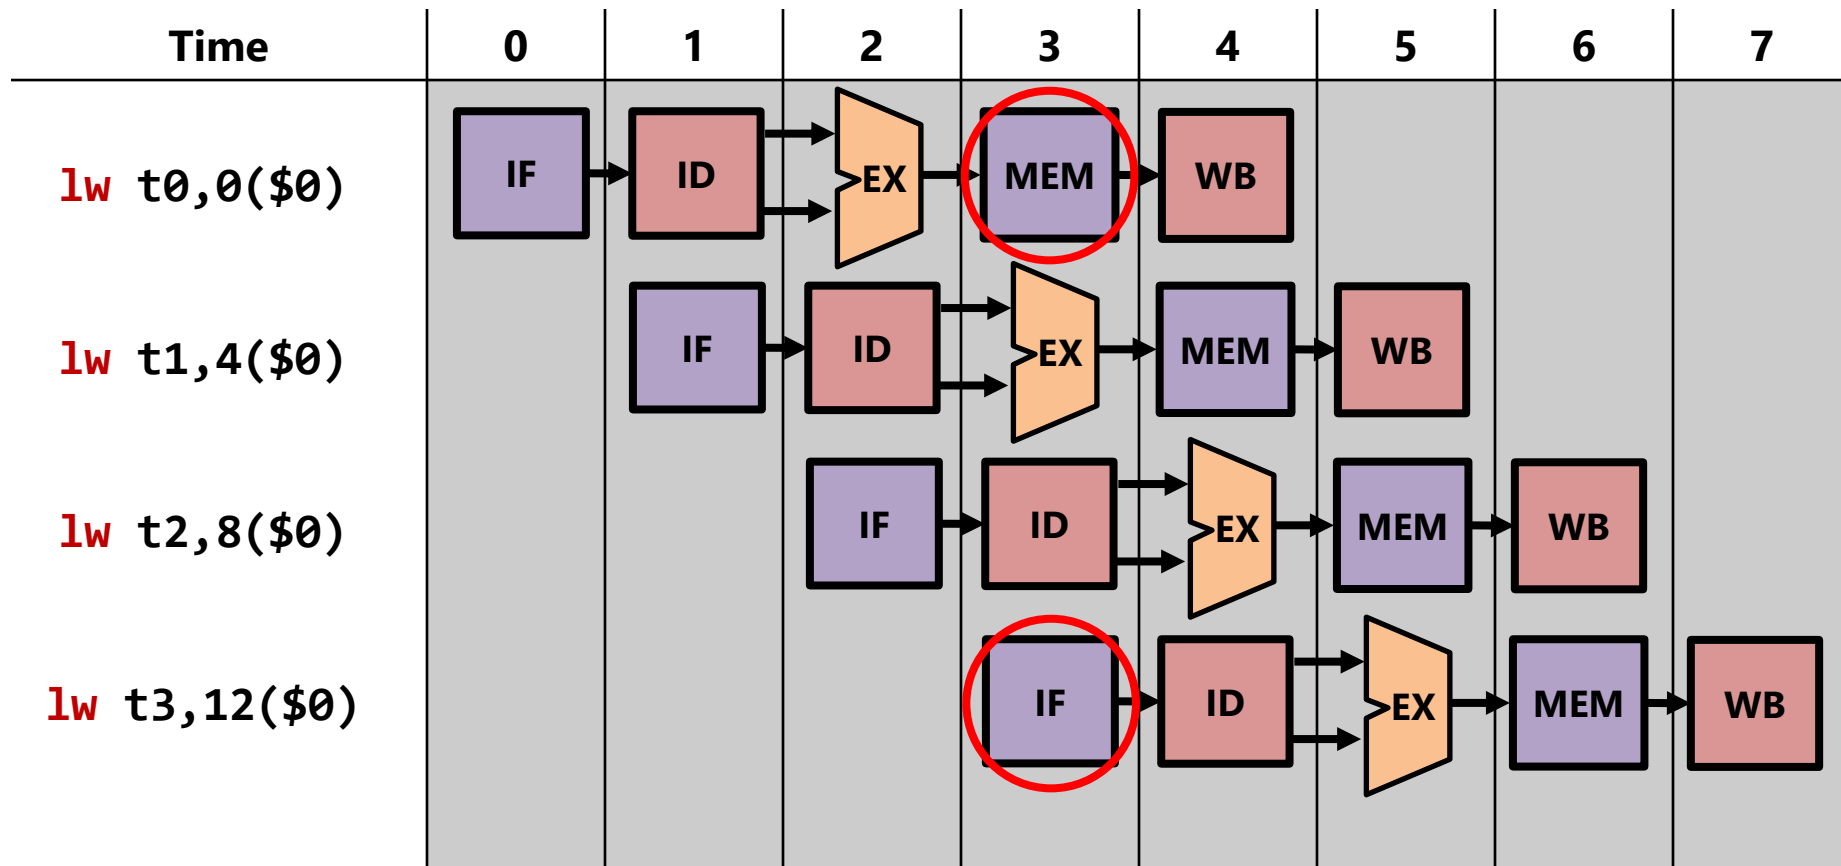 Time 0 1 2 3 4 5 6 7
lw t0,0($0) IF ID EX MEM WB
lw t1,4($0) IF ID EX MEM WB
lw t2,8($0) IF ID EX MEM WB
lw t3,12($0) IF ID EX MEM WB